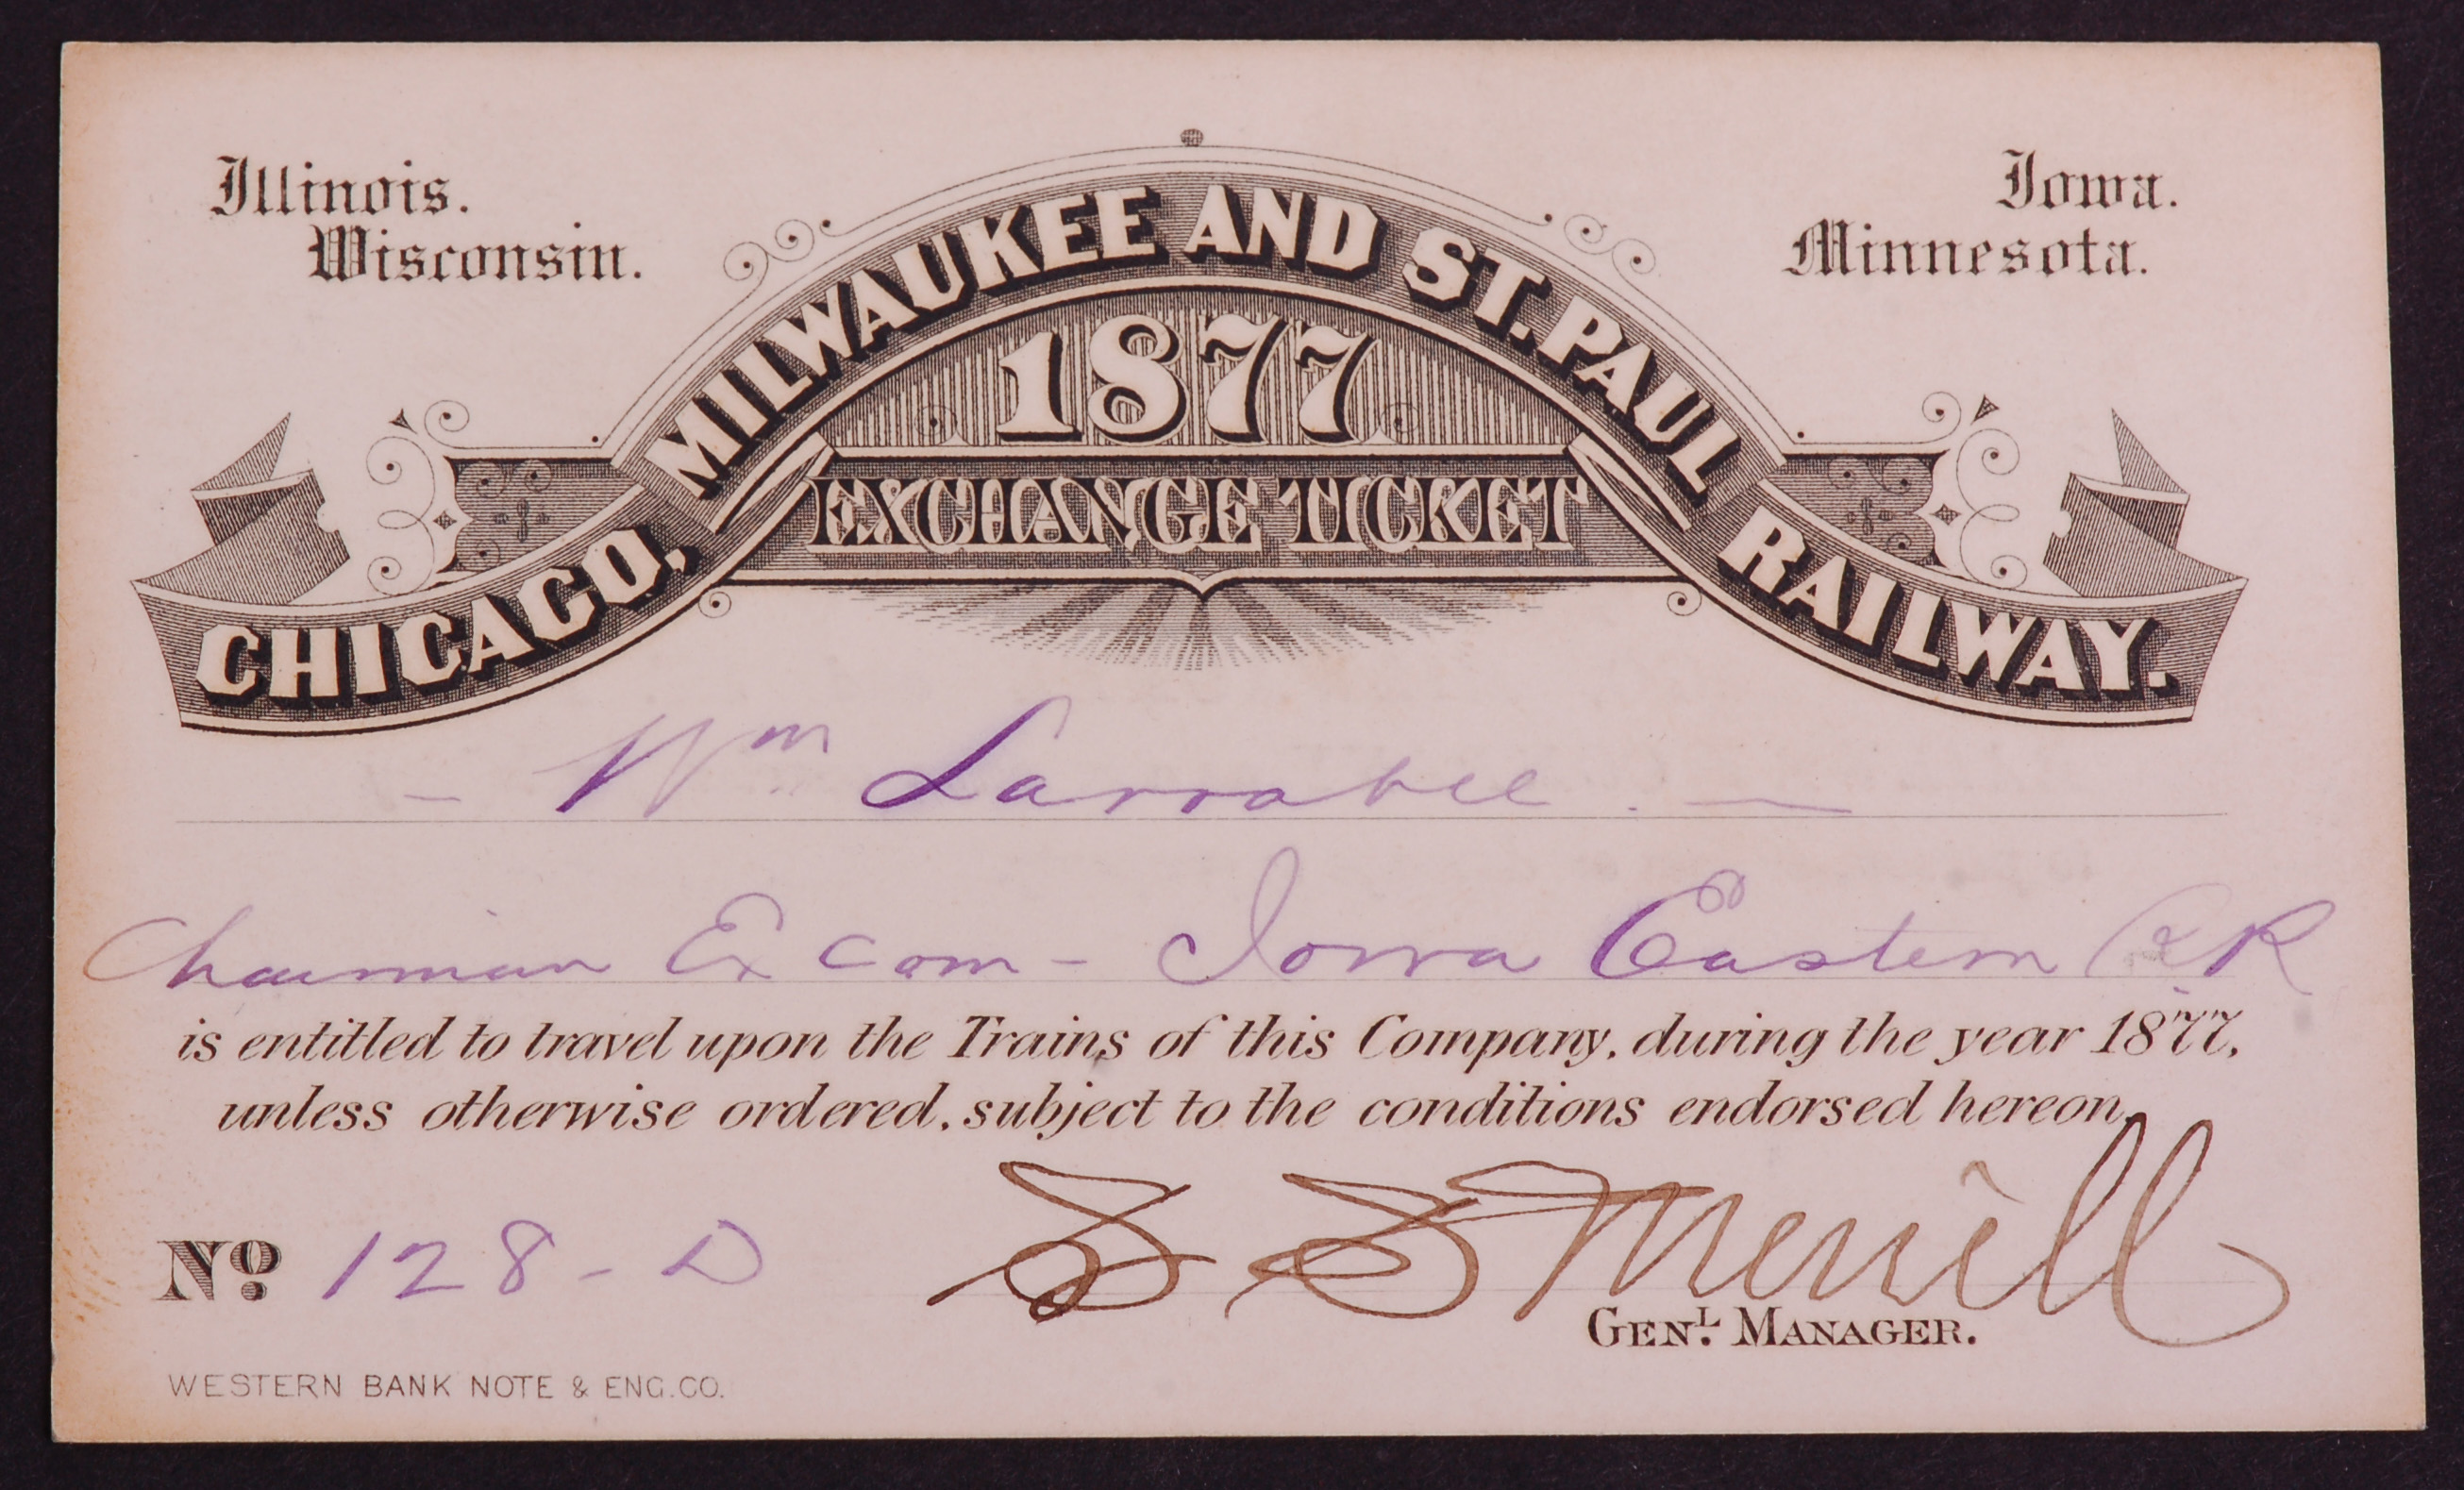 Illinois.
Wisconsin.
Iowa.
Minnesota.
CHICAGO, MILWAUKEE AND ST. PAUL RAILWAY.
1877
EXCHANGE TICKET
- Wm Larrabee. -
Chairman Ex Com - Iowa Eastern RR
is entitled to travel upon the Trains of this Company, during the year 1877,
unless otherwise ordered, subject to the conditions endorsed hereon.
No. 128 - D
S S Merrill
GENL. MANAGER.
WESTERN BANK NOTE & ENG. CO.